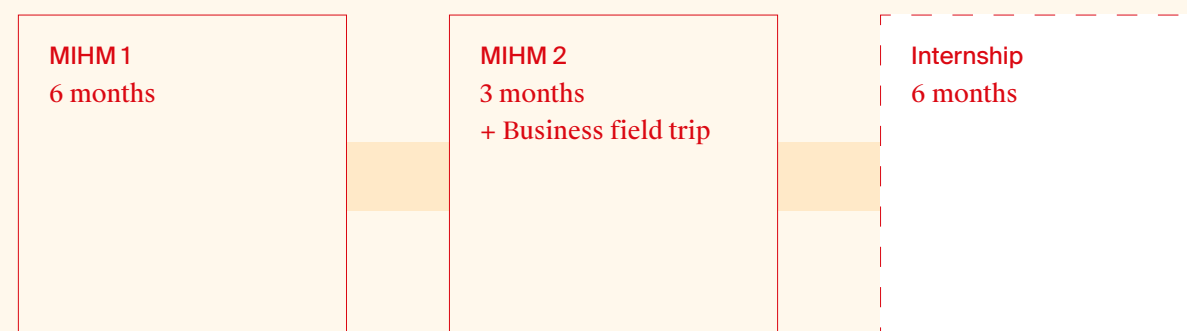 MIHM 1
6 months
MIHM 2
3 months
+ Business field trip
Internship
6 months